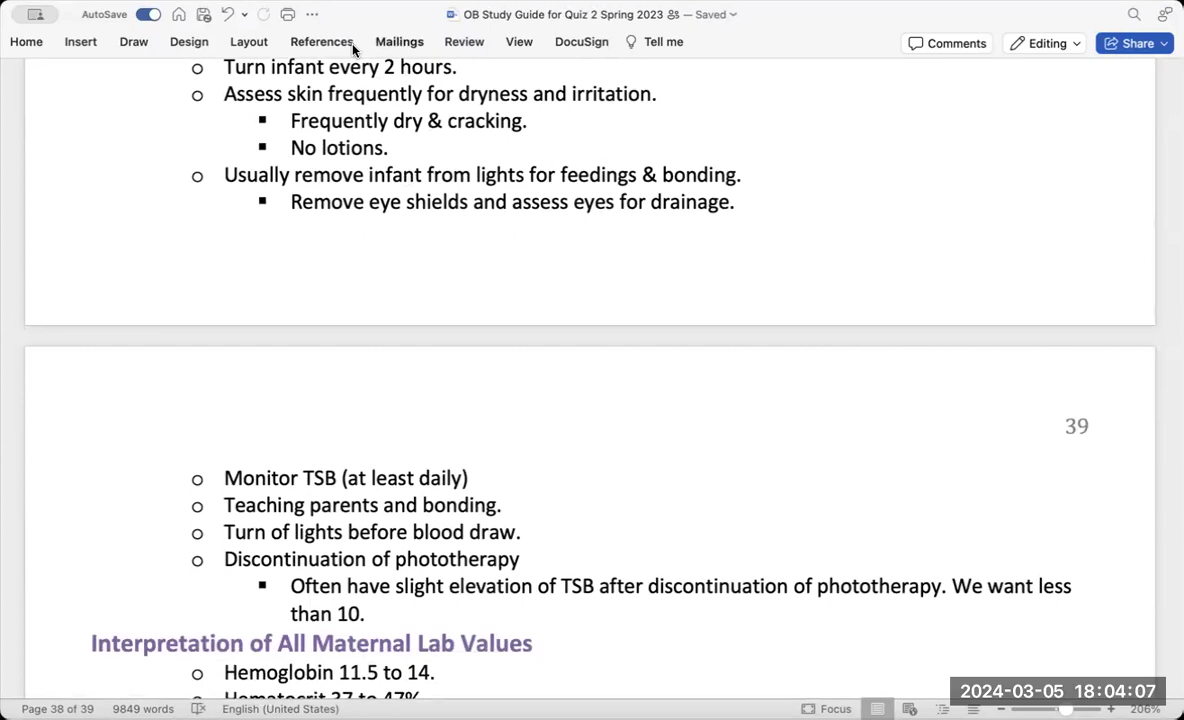 AutoSave
OB Study Guide for Quiz 2 Spring 2023 — Saved
Home Insert Draw Design Layout References Mailings Review View DocuSign Tell me
Comments Editing Share
o Turn infant every 2 hours.
o Assess skin frequently for dryness and irritation.
▪ Frequently dry & cracking.
▪ No lotions.
o Usually remove infant from lights for feedings & bonding.
▪ Remove eye shields and assess eyes for drainage.
39
o Monitor TSB (at least daily)
o Teaching parents and bonding.
o Turn of lights before blood draw.
o Discontinuation of phototherapy
▪ Often have slight elevation of TSB after discontinuation of phototherapy. We want less
than 10.
Interpretation of All Maternal Lab Values
o Hemoglobin 11.5 to 14.
o Hematocrit 37 to 47%
2024-03-05 18:04:07
Page 38 of 39 9849 words English (United States) Focus 206%